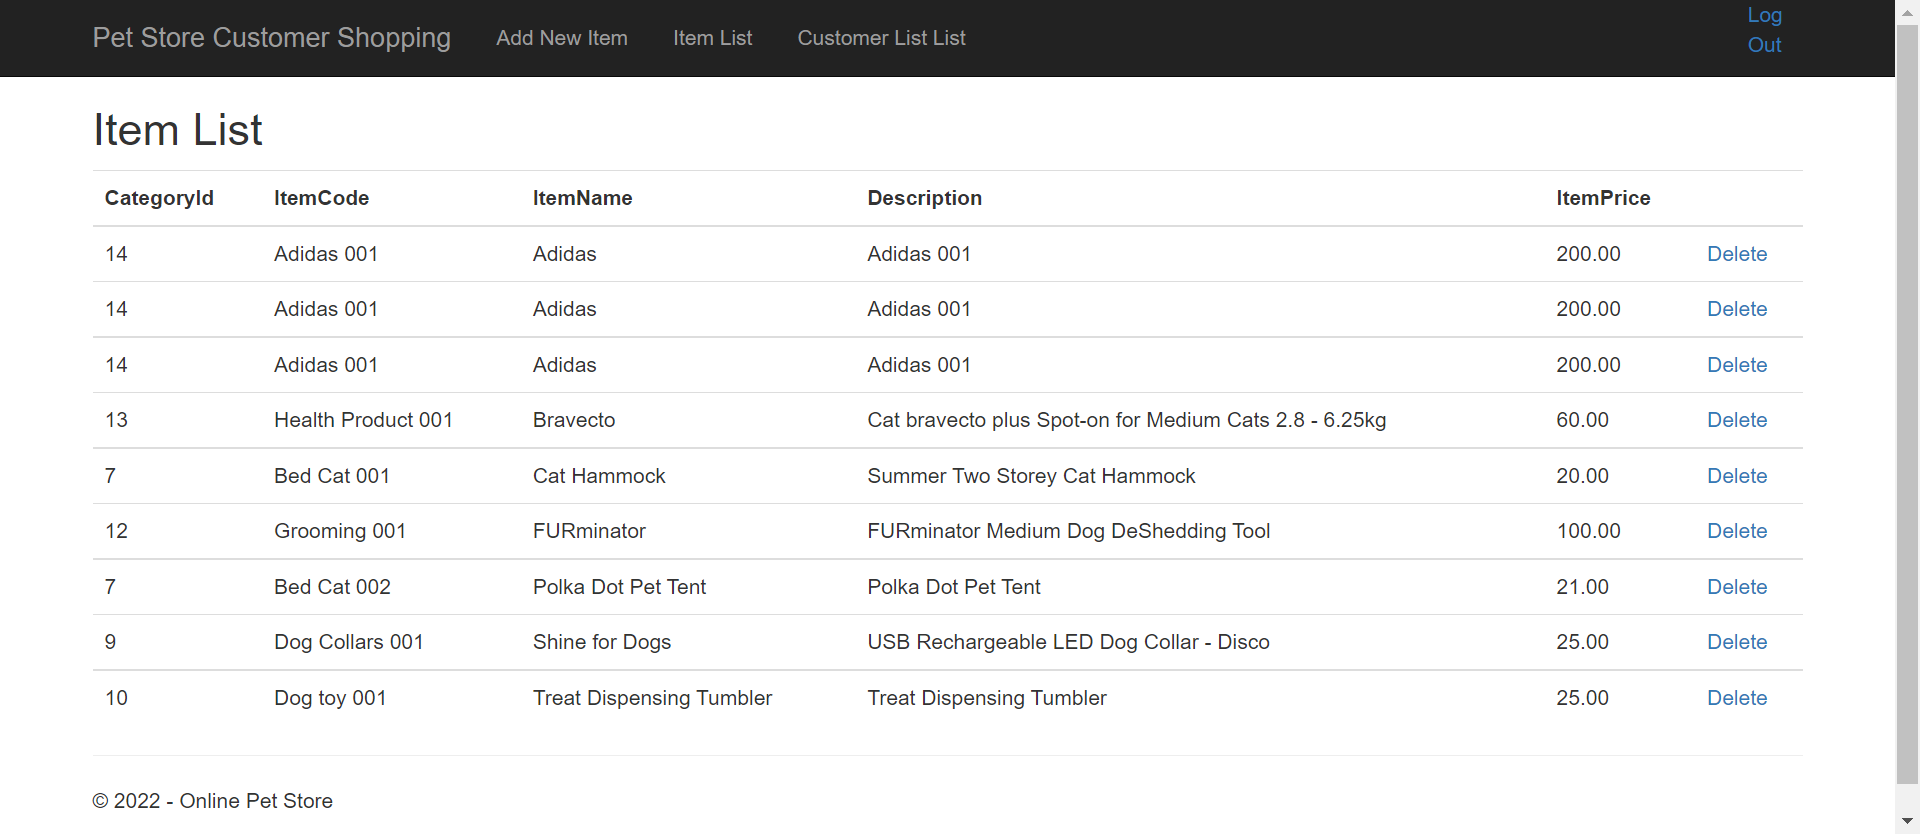 Pet Store Customer Shopping Add New Item Item List Customer List List Log Out
Item List
CategoryId ItemCode ItemName Description ItemPrice
14 Adidas 001 Adidas Adidas 001 200.00 Delete
14 Adidas 001 Adidas Adidas 001 200.00 Delete
14 Adidas 001 Adidas Adidas 001 200.00 Delete
13 Health Product 001 Bravecto Cat bravecto plus Spot-on for Medium Cats 2.8 - 6.25kg 60.00 Delete
7 Bed Cat 001 Cat Hammock Summer Two Storey Cat Hammock 20.00 Delete
12 Grooming 001 FURminator FURminator Medium Dog DeShedding Tool 100.00 Delete
7 Bed Cat 002 Polka Dot Pet Tent Polka Dot Pet Tent 21.00 Delete
9 Dog Collars 001 Shine for Dogs USB Rechargeable LED Dog Collar - Disco 25.00 Delete
10 Dog toy 001 Treat Dispensing Tumbler Treat Dispensing Tumbler 25.00 Delete
© 2022 - Online Pet Store